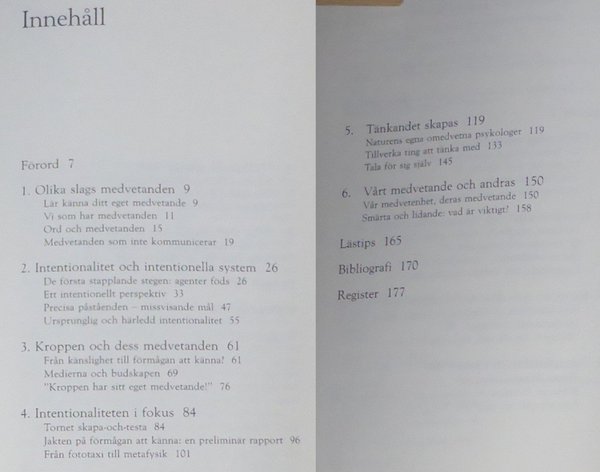 Innehåll
Förord 7
1. Olika slags medvetanden 9
Lär känna ditt eget medvetande 9
Vi som har medvetanden 11
Ord och medvetanden 15
Medvetanden som inte kommunicerar 19
2. Intentionalitet och intentionella system 26
De första stapplande stegen: agenter föds 26
Ett intentionellt perspektiv 33
Precisa påståenden – missvisande mål 47
Ursprunglig och härledd intentionalitet 55
3. Kroppen och dess medvetanden 61
Från känslighet till förmågan att känna? 61
Medierna och budskapen 69
"Kroppen har sitt eget medvetande!" 76
4. Intentionaliteten i fokus 84
Tornet skapa-och-testa 84
Jakten på förmågan att känna: en preliminär rapport 96
Från fototaxi till metafysik 101
5. Tänkandet skapas 119
Naturens egna omedvetna psykologer 119
Tillverka ting att tänka med 133
Tala för sig själv 145
6. Vårt medvetande och andras 150
Vår medvetenhet, deras medvetande 150
Smärta och lidande: vad är viktigt? 158
Lästips 165
Bibliografi 170
Register 177